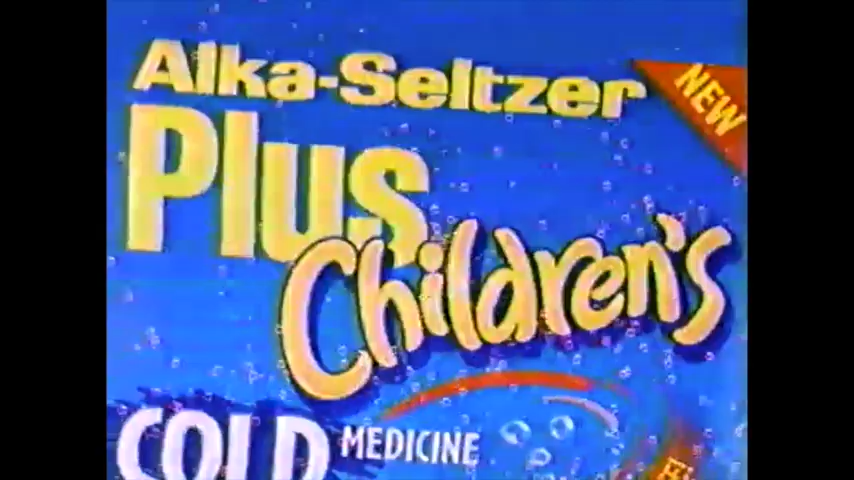 Alka-Seltzer
NEW
Plus
Children's
COLD MEDICINE